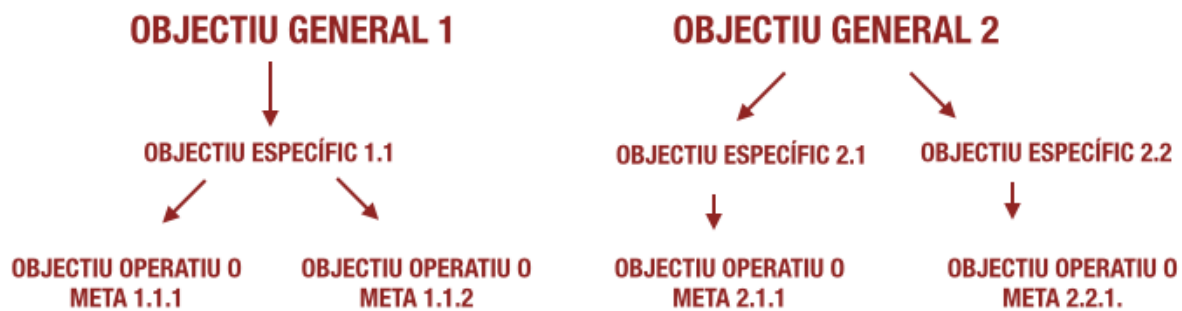 OBJECTIU GENERAL 1
OBJECTIU GENERAL 2
OBJECTIU ESPECÍFIC 1.1
OBJECTIU ESPECÍFIC 2.1
OBJECTIU ESPECÍFIC 2.2
OBJECTIU OPERATIU O
META 1.1.1
OBJECTIU OPERATIU O
META 1.1.2
OBJECTIU OPERATIU O
META 2.1.1
OBJECTIU OPERATIU O
META 2.2.1.